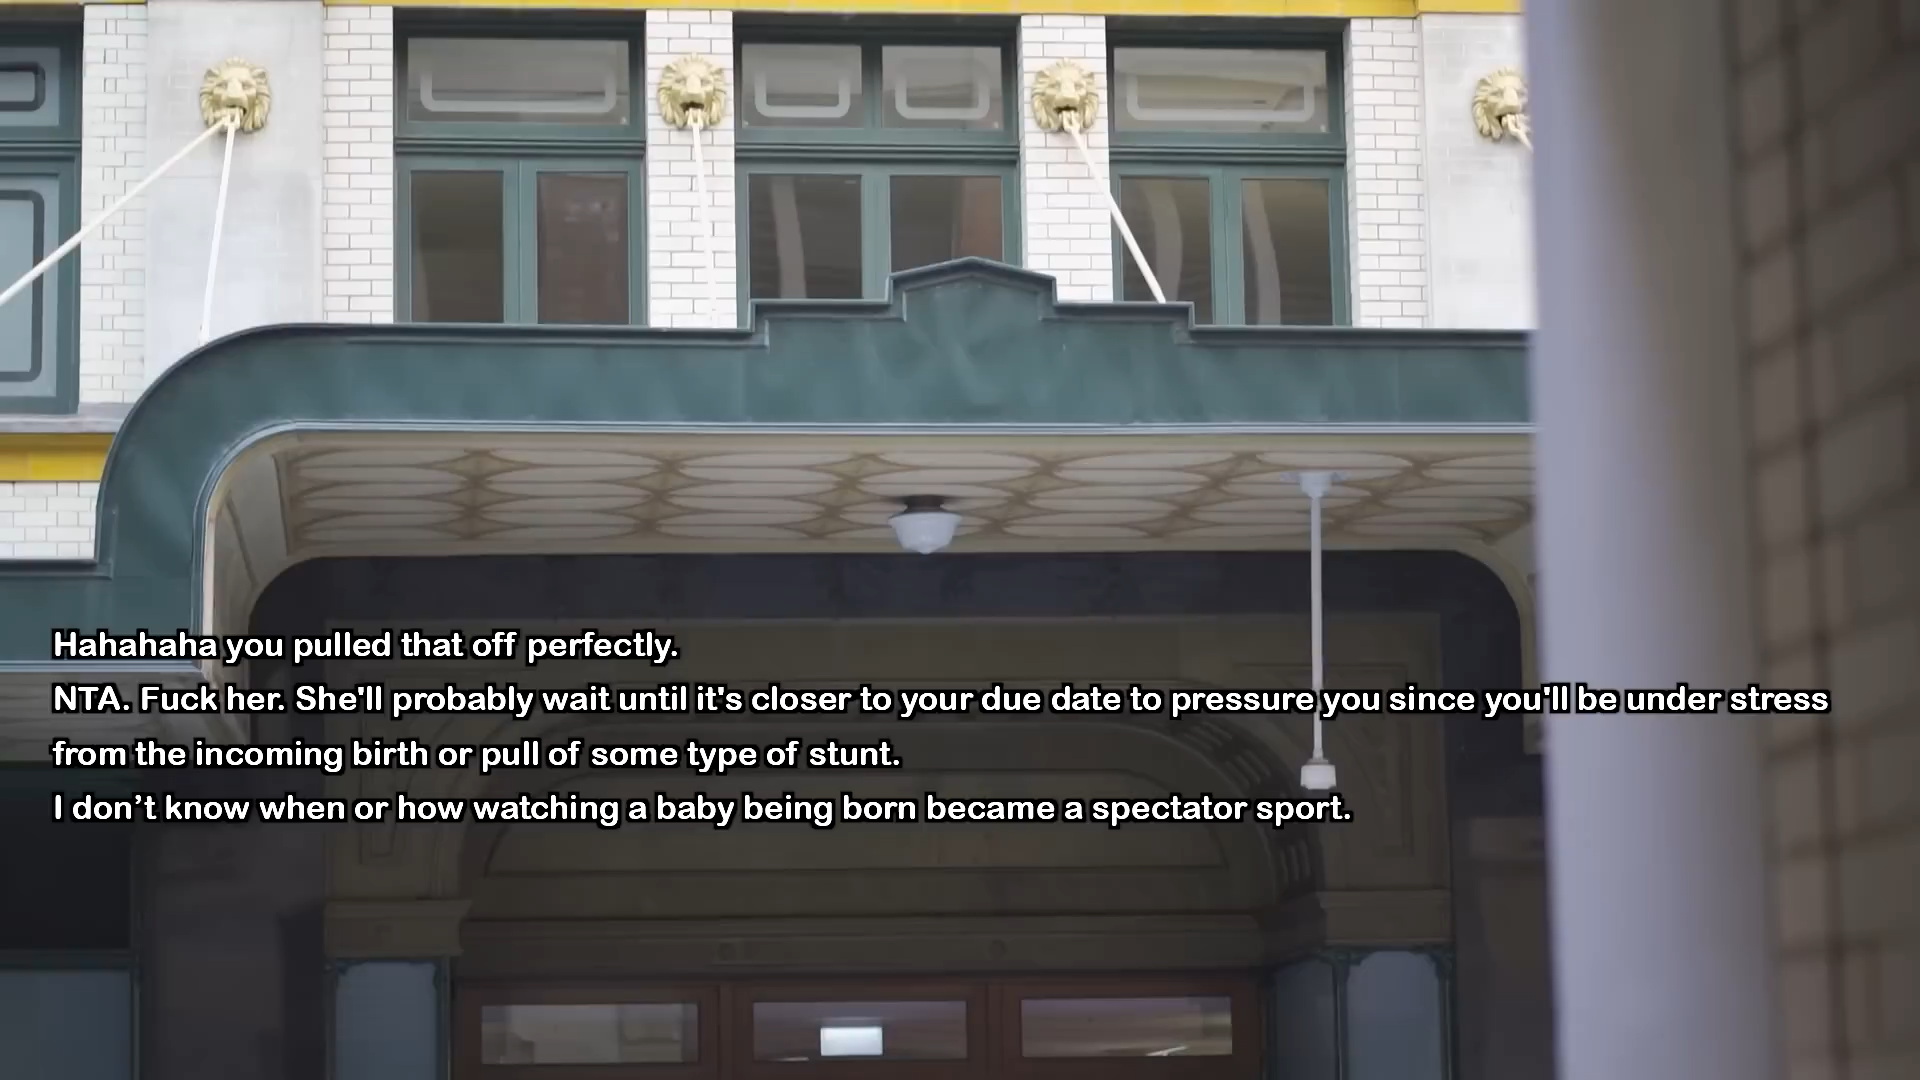 Hahahaha you pulled that off perfectly.
NTA. Fuck her. She'll probably wait until it's closer to your due date to pressure you since you'll be under stress
from the incoming birth or pull of some type of stunt.
I don’t know when or how watching a baby being born became a spectator sport.